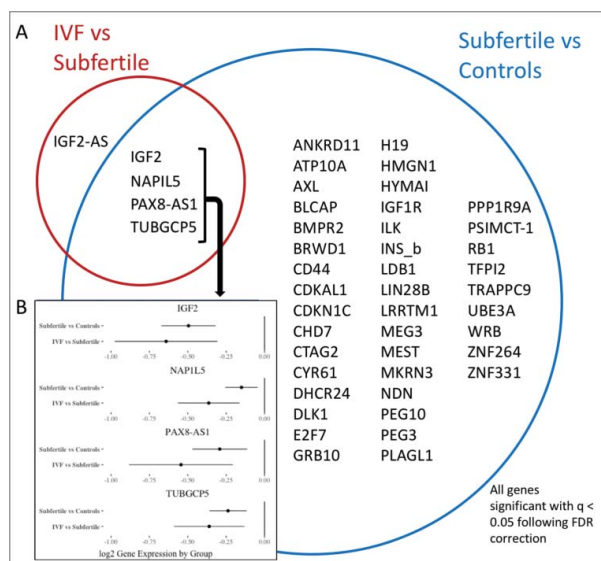 A
IVF vs
Subfertile
Subfertile vs
Controls
IGF2-AS
IGF2
NAPIL5
PAX8-AS1
TUBGCP5
ANKRD11 H19
ATP10A HMGN1
AXL HYMAI
BLCAP IGF1R PPP1R9A
BMPR2 ILK PSIMCT-1
BRWD1 INS_b RB1
CD44 LDB1 TFPI2
CDKAL1 LIN28B TRAPPC9
CDKN1C LRRTM1 UBE3A
CHD7 MEG3 WRB
CTAG2 MEST ZNF264
CYR61 MKRN3 ZNF331
DHCR24 NDN
DLK1 PEG10
E2F7 PEG3
GRB10 PLAGL1
B
IGF2
Subfertile vs Controls
IVF vs Subfertile
-1.00 -0.75 -0.50 -0.25 0.00
NAP1L5
Subfertile vs Controls
IVF vs Subfertile
-1.00 -0.75 -0.50 -0.25 0.00
PAX8-AS1
Subfertile vs Controls
IVF vs Subfertile
-1.00 -0.75 -0.50 -0.25 0.00
TUBGCP5
Subfertile vs Controls
IVF vs Subfertile
-1.00 -0.75 -0.50 -0.25 0.00
log2 Gene Expression by Group
All genes
significant with q <
0.05 following FDR
correction